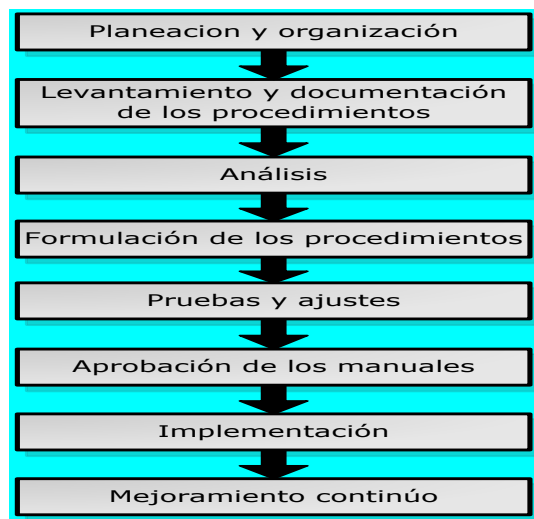 Planeacion y organización
Levantamiento y documentación
de los procedimientos
Análisis
Formulación de los procedimientos
Pruebas y ajustes
Aprobación de los manuales
Implementación
Mejoramiento continúo